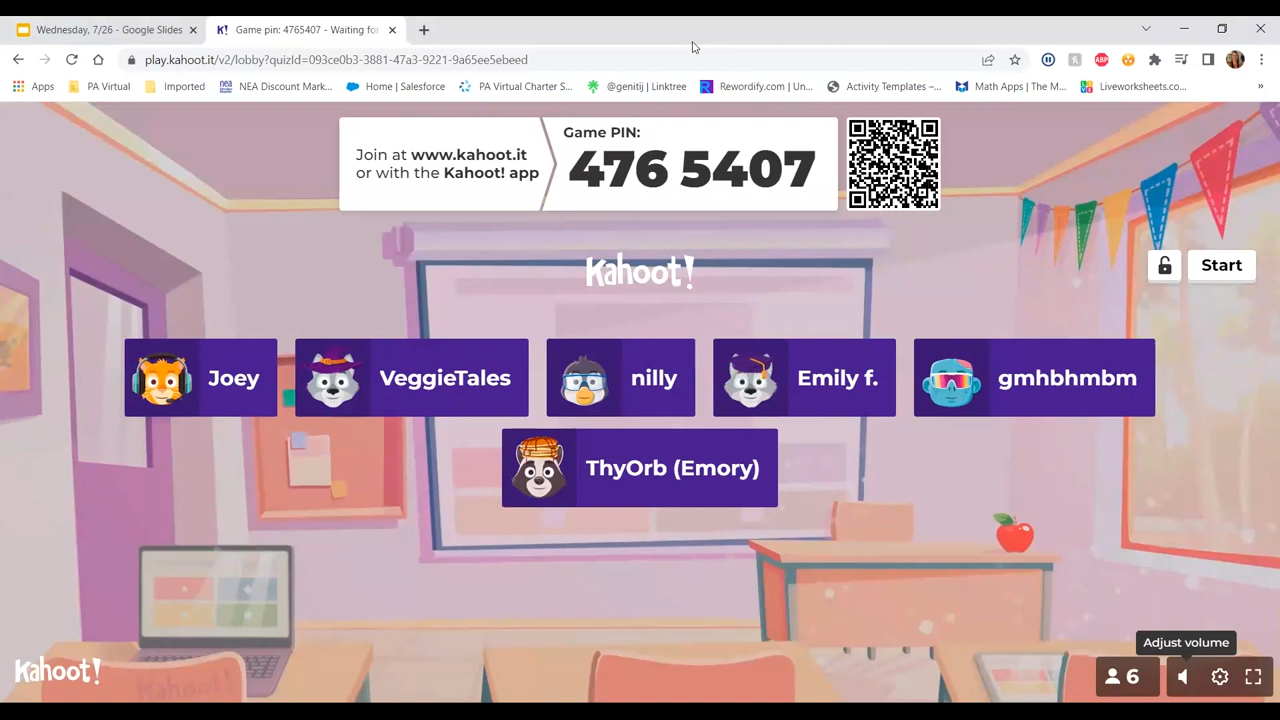 Wednesday, 7/26 - Google Slides
K! Game pin: 4765407 - Waiting for
play.kahoot.it/v2/lobby?quizId=093ce0b3-3881-47a3-9221-9a65ee5ebeed
Apps PA Virtual Imported nea NEA Discount Mark... Home | Salesforce PA Virtual Charter S... @genitij | Linktree R Rewordify.com | Un... Activity Templates –... Math Apps | The M... Liveworksheets.co... »
Join at www.kahoot.it
or with the Kahoot! app
Game PIN:
476 5407
Kahoot!
Start
Joey
VeggieTales
nilly
Emily f.
gmhbhmbm
ThyOrb (Emory)
Adjust volume
Kahoot!
6